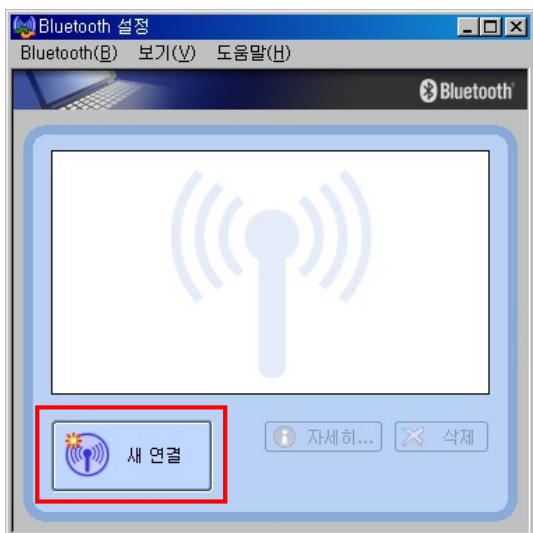 Bluetooth 설정
Bluetooth(B) 보기(V) 도움말(H)
Bluetooth
새 연결
자세히...
삭제